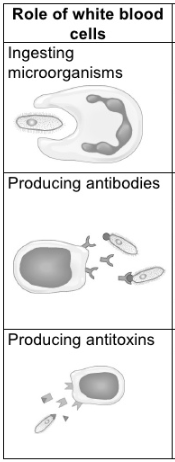 Role of white blood
cells
Ingesting
microorganisms
Producing antibodies
Producing antitoxins